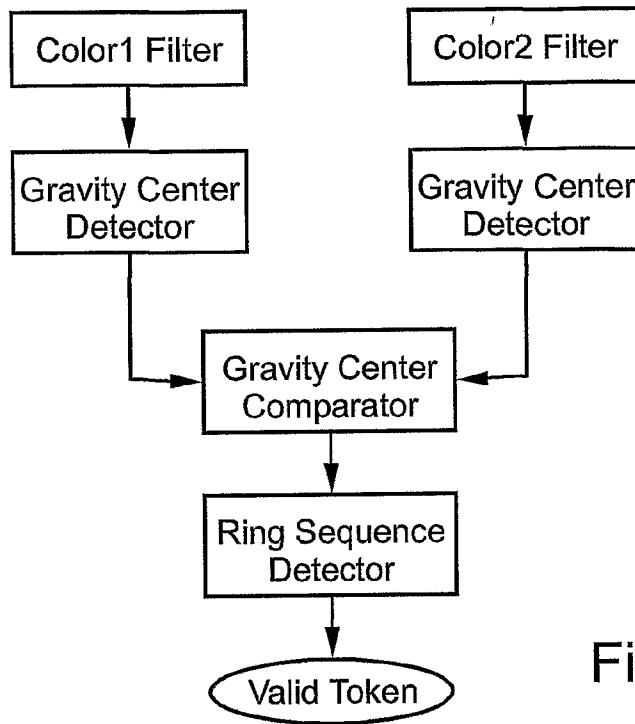 Color1 Filter
Color2 Filter
Gravity Center
Detector
Gravity Center
Detector
Gravity Center
Comparator
Ring Sequence
Detector
Valid Token
Fi